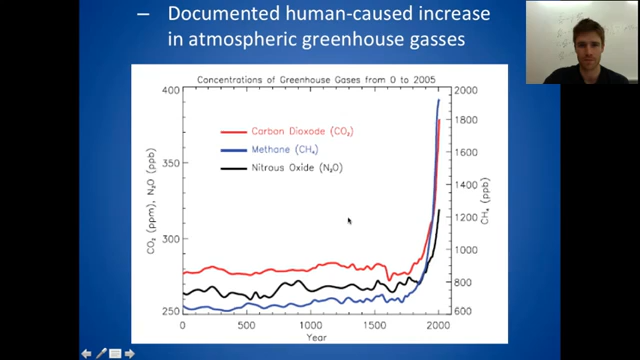 – Documented human-caused increase
in atmospheric greenhouse gasses
Concentrations of Greenhouse Gases from 0 to 2005
400
350
300
250
CO₂ (ppm), N₂O (ppb)
Carbon Dioxode (CO₂)
Methane (CH₄)
Nitrous Oxide (N₂O)
2000
1800
1600
1400
1200
1000
800
600
CH₄ (ppb)
0 500 1000 1500 2000
Year